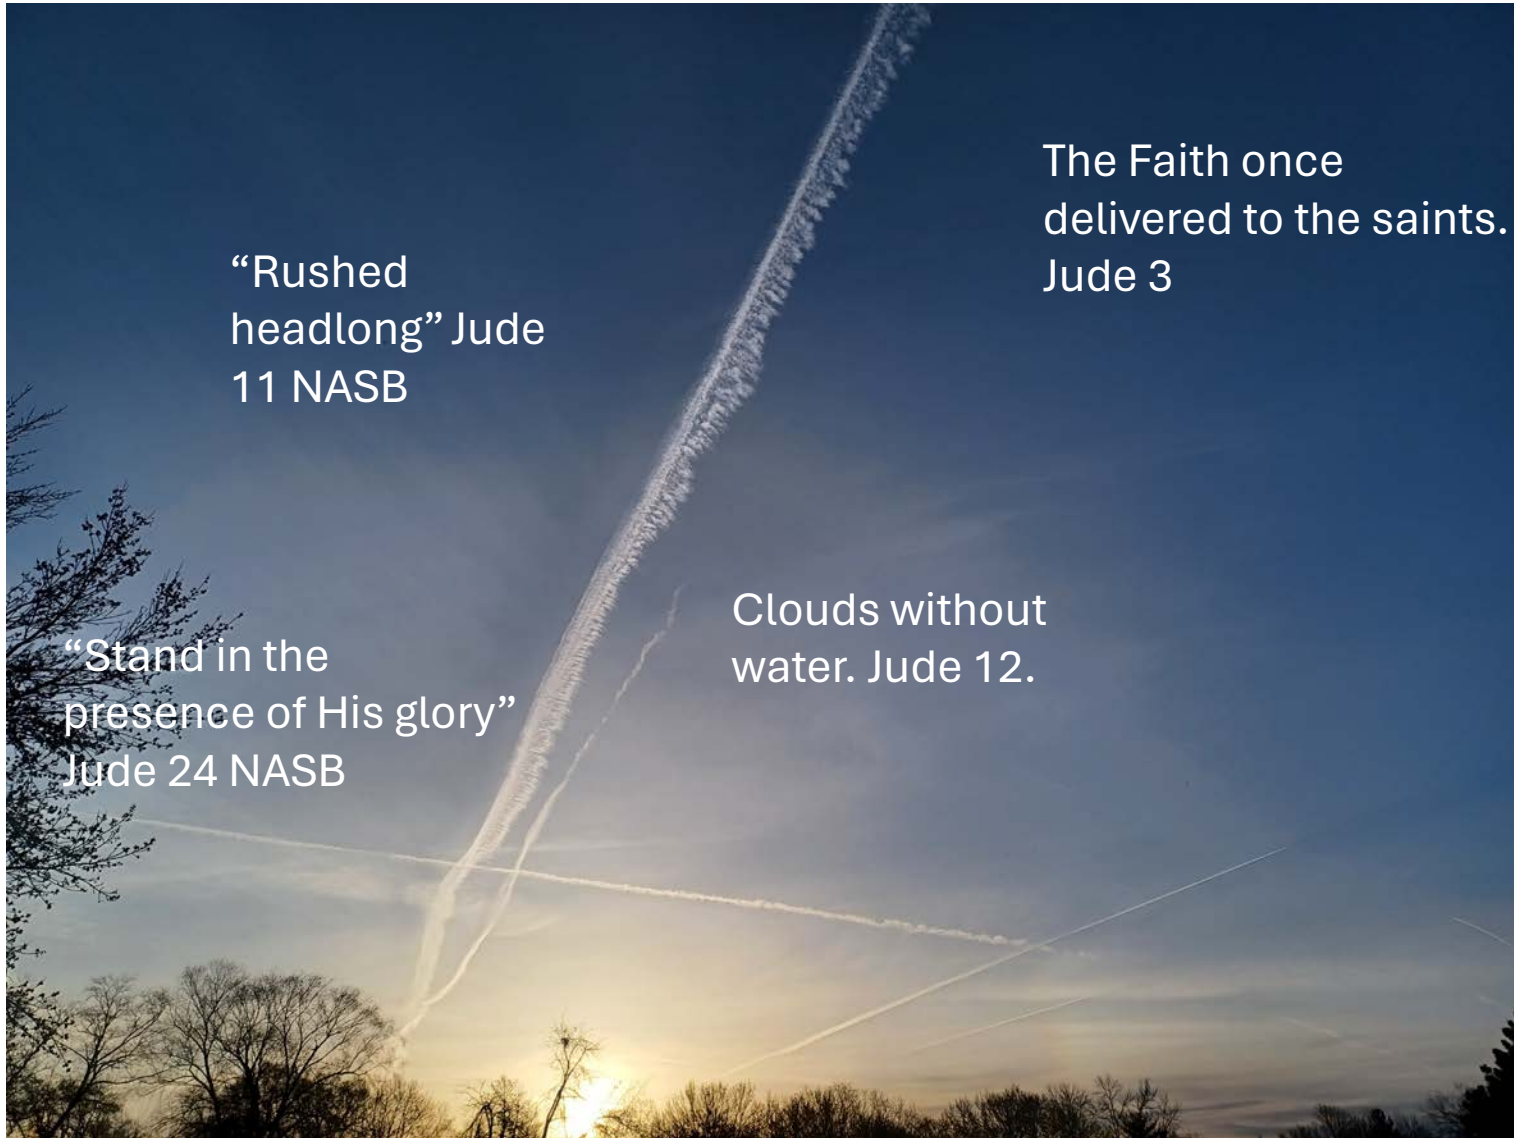 The Faith once
delivered to the saints.
Jude 3
“Rushed
headlong” Jude
11 NASB
Clouds without
water. Jude 12.
“Stand in the
presence of His glory”
Jude 24 NASB